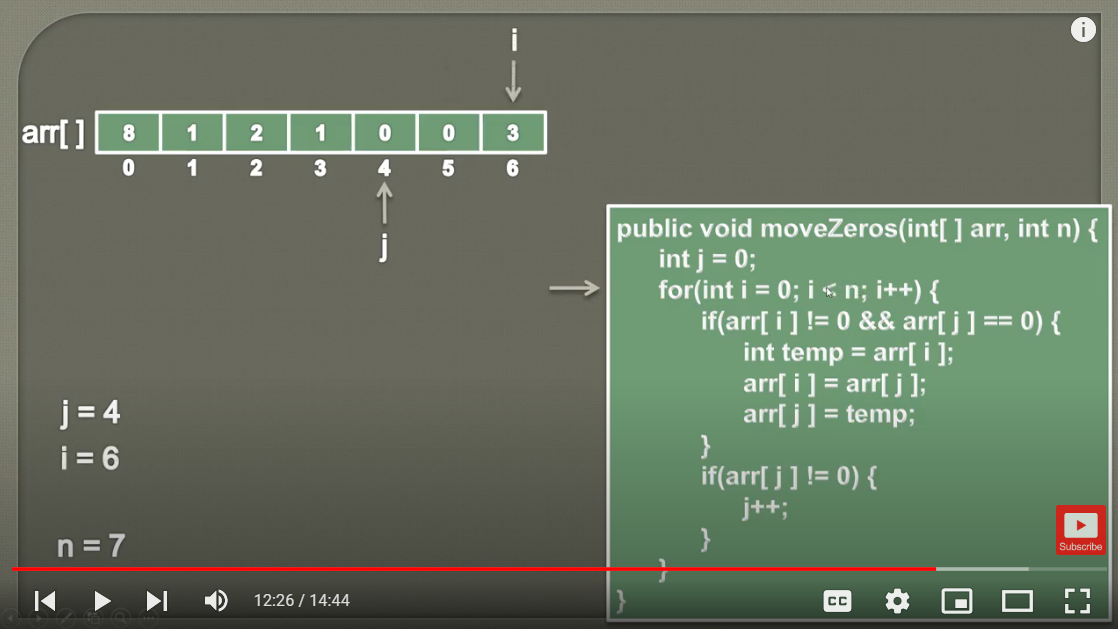 i
arr[ ] 8 1 2 1 0 0 3
0 1 2 3 4 5 6
j
public void moveZeros(int[ ] arr, int n) {
int j = 0;
for(int i = 0; i < n; i++) {
if(arr[ i ] != 0 && arr[ j ] == 0) {
int temp = arr[ i ];
arr[ i ] = arr[ j ];
arr[ j ] = temp;
}
if(arr[ j ] != 0) {
j++;
}
}
}
j = 4
i = 6
n = 7
Subscribe
12:26 / 14:44
CC